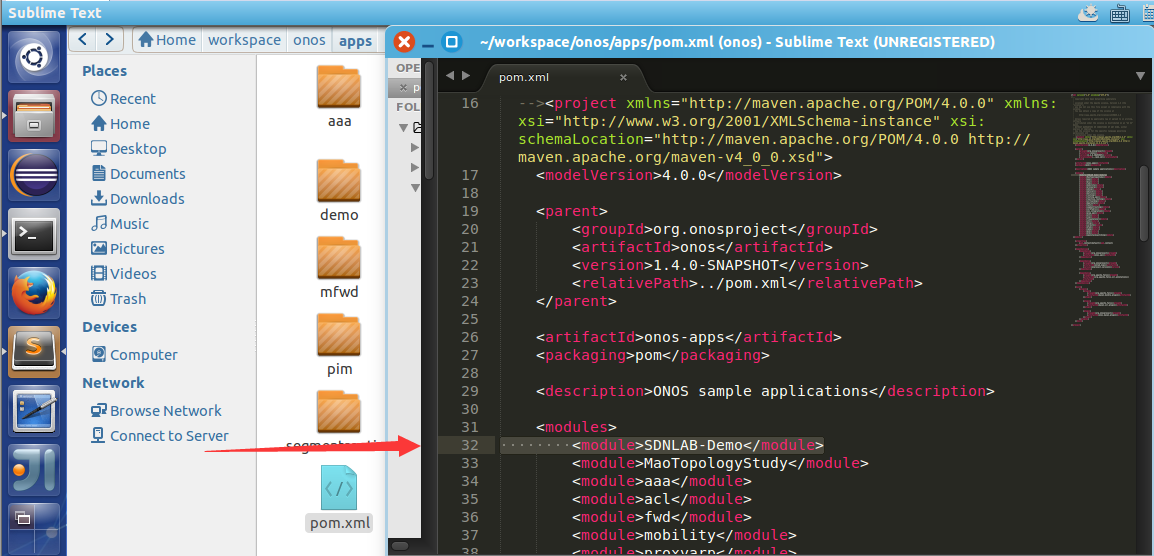 Sublime Text
Home
workspace
onos
apps
Places
Recent
Home
Desktop
Documents
Downloads
Music
Pictures
Videos
Trash
Devices
Computer
Network
Browse Network
Connect to Server
aaa
demo
mfwd
pim
pom.xml
~/workspace/onos/apps/pom.xml (onos) - Sublime Text (UNREGISTERED)
OPE
FOL
pom.xml
16 --><project xmlns="http://maven.apache.org/POM/4.0.0" xmlns:
xsi="http://www.w3.org/2001/XMLSchema-instance" xsi:
schemaLocation="http://maven.apache.org/POM/4.0.0 http://
maven.apache.org/maven-v4_0_0.xsd">
17 <modelVersion>4.0.0</modelVersion>
18
19 <parent>
20 <groupId>org.onosproject</groupId>
21 <artifactId>onos</artifactId>
22 <version>1.4.0-SNAPSHOT</version>
23 <relativePath>../pom.xml</relativePath>
24 </parent>
25
26 <artifactId>onos-apps</artifactId>
27 <packaging>pom</packaging>
28
29 <description>ONOS sample applications</description>
30
31 <modules>
32 <module>SDNLAB-Demo</module>
33 <module>MaoTopologyStudy</module>
34 <module>aaa</module>
35 <module>acl</module>
36 <module>fwd</module>
37 <module>mobility</module>
38 <module>proxyarp</module>